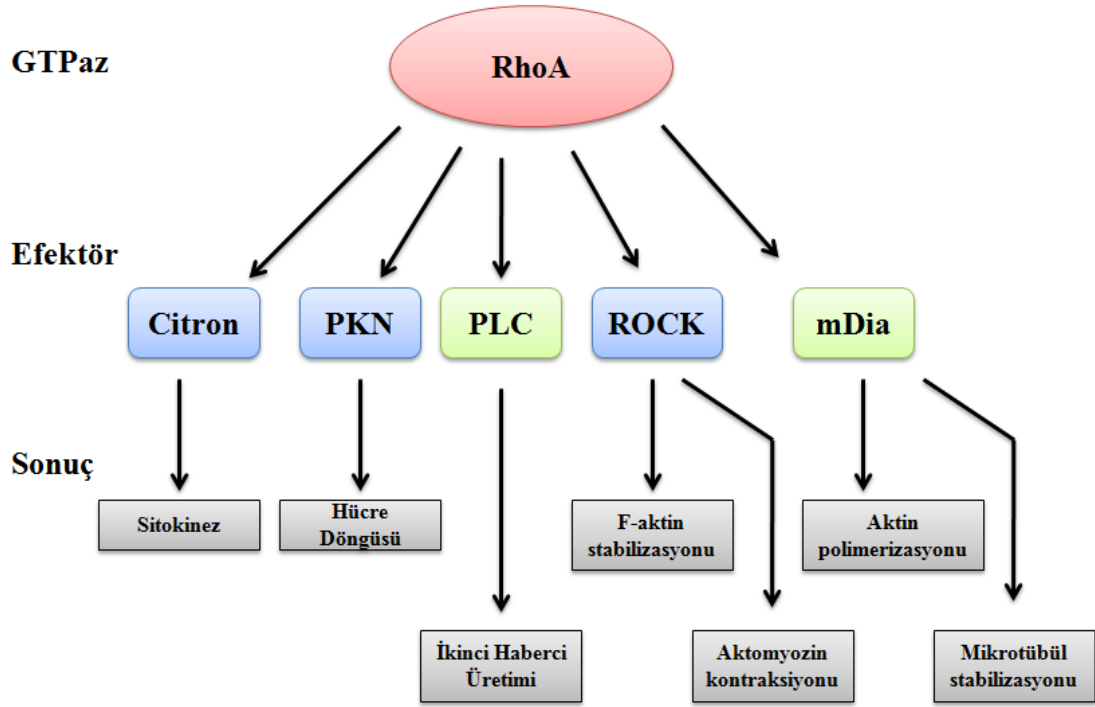 GTPaz
RhoA
Efektör
Citron
PKN
PLC
ROCK
mDia
Sonuç
Sitokinez
Hücre
Döngüsü
F-aktin
stabilizasyonu
Aktin
polimerizasyonu
İkinci Haberci
Üretimi
Aktomyozin
kontraksiyonu
Mikrotübül
stabilizasyonu